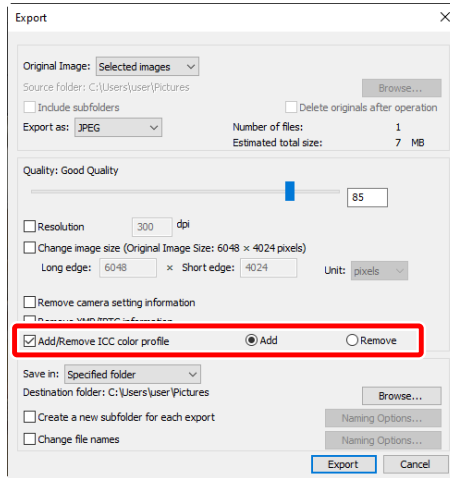 Export
Original Image: Selected images
Source folder: C:\Users\user\Pictures Browse...
Include subfolders Delete originals after operation
Export as: JPEG Number of files: 1
Estimated total size: 7 MB
Quality: Good Quality
85
Resolution 300 dpi
Change image size (Original Image Size: 6048 × 4024 pixels)
Long edge: 6048 × Short edge: 4024 Unit: pixels
Remove camera setting information
Remove XMP/IPTC information
Add/Remove ICC color profile Add Remove
Save in: Specified folder
Destination folder: C:\Users\user\Pictures Browse...
Create a new subfolder for each export Naming Options...
Change file names Naming Options...
Export Cancel